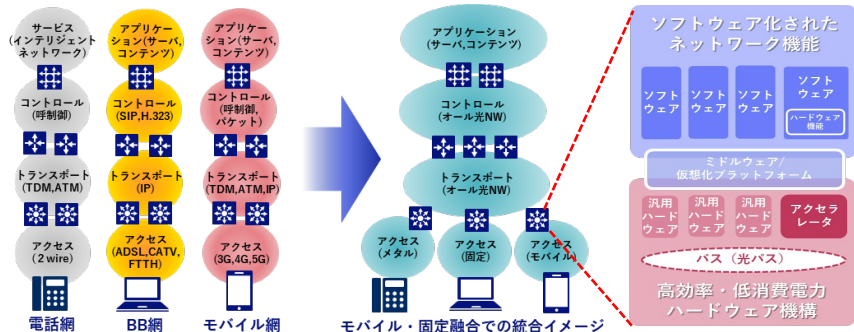 サービス
(インテリジェント
ネットワーク)
コントロール
(呼制御)
トランスポート
(TDM,ATM)
アクセス
(2 wire)
電話網
アプリケー
ション(サーバ,
コンテンツ)
コントロール
(SIP,H.323)
トランスポート
(IP)
アクセス
(ADSL,CATV,
FTTH)
BB網
アプリケー
ション(サーバ,
コンテンツ)
コントロール
(呼制御,
パケット)
トランスポート
(TDM,ATM,IP)
アクセス
(3G,4G,5G)
モバイル網
アプリケーション
(サーバ,コンテンツ)
コントロール
(オール光NW)
トランスポート
(オール光NW)
アクセス
(メタル)
アクセス
(固定)
アクセス
(モバイル)
モバイル・固定融合での統合イメージ
ソフトウェア化された
ネットワーク機能
ソフト
ウェア
ソフト
ウェア
ソフト
ウェア
ソフト
ウェア
ハードウェア
機能
ミドルウェア/
仮想化プラットフォーム
汎用
ハード
ウェア
汎用
ハード
ウェア
汎用
ハード
ウェア
アクセラ
レータ
バス（光パス）
高効率・低消費電力
ハードウェア機構